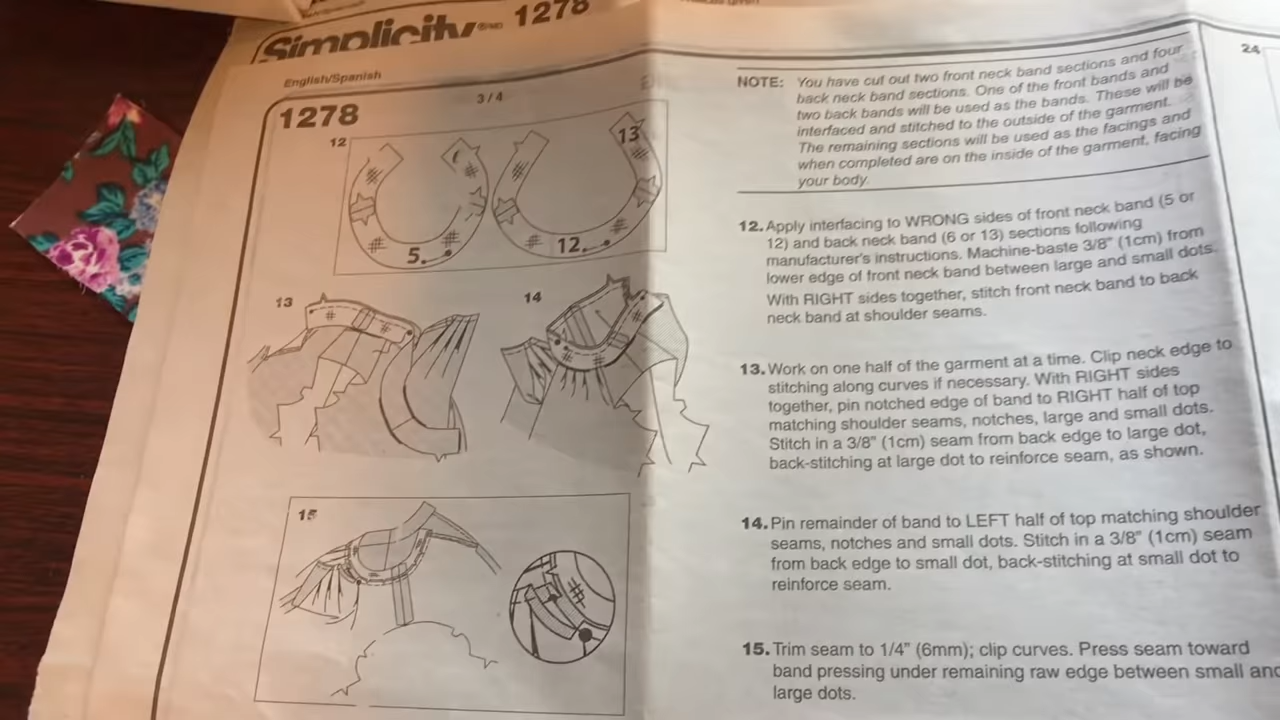 Simplicity 1278
English/Spanish
1278
3 / 4
12
5.
12.
13
13
14
15
NOTE: You have cut out two front neck band sections and four
back neck band sections. One of the front bands and
two back bands will be used as the bands. These will be
interfaced and stitched to the outside of the garment.
The remaining sections will be used as the facings and
when completed are on the inside of the garment, facing
your body.
12. Apply interfacing to WRONG sides of front neck band (5 or
12) and back neck band (6 or 13) sections following
manufacturer's instructions. Machine-baste 3/8" (1cm) from
lower edge of front neck band between large and small dots.
With RIGHT sides together, stitch front neck band to back
neck band at shoulder seams.
13. Work on one half of the garment at a time. Clip neck edge to
stitching along curves if necessary. With RIGHT sides
together, pin notched edge of band to RIGHT half of top
matching shoulder seams, notches, large and small dots.
Stitch in a 3/8" (1cm) seam from back edge to large dot,
back-stitching at large dot to reinforce seam, as shown.
14. Pin remainder of band to LEFT half of top matching shoulder
seams, notches and small dots. Stitch in a 3/8" (1cm) seam
from back edge to small dot, back-stitching at small dot to
reinforce seam.
15. Trim seam to 1/4" (6mm); clip curves. Press seam toward
band pressing under remaining raw edge between small and
large dots.
24